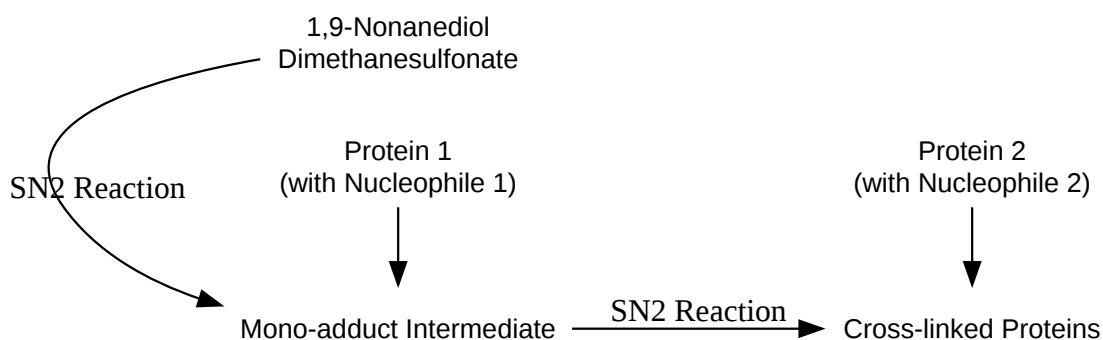 1,9-Nonanediol
Dimethanesulfonate
Protein 1
(with Nucleophile 1)
Protein 2
(with Nucleophile 2)
SN2 Reaction
SN2 Reaction
Mono-adduct Intermediate
Cross-linked Proteins